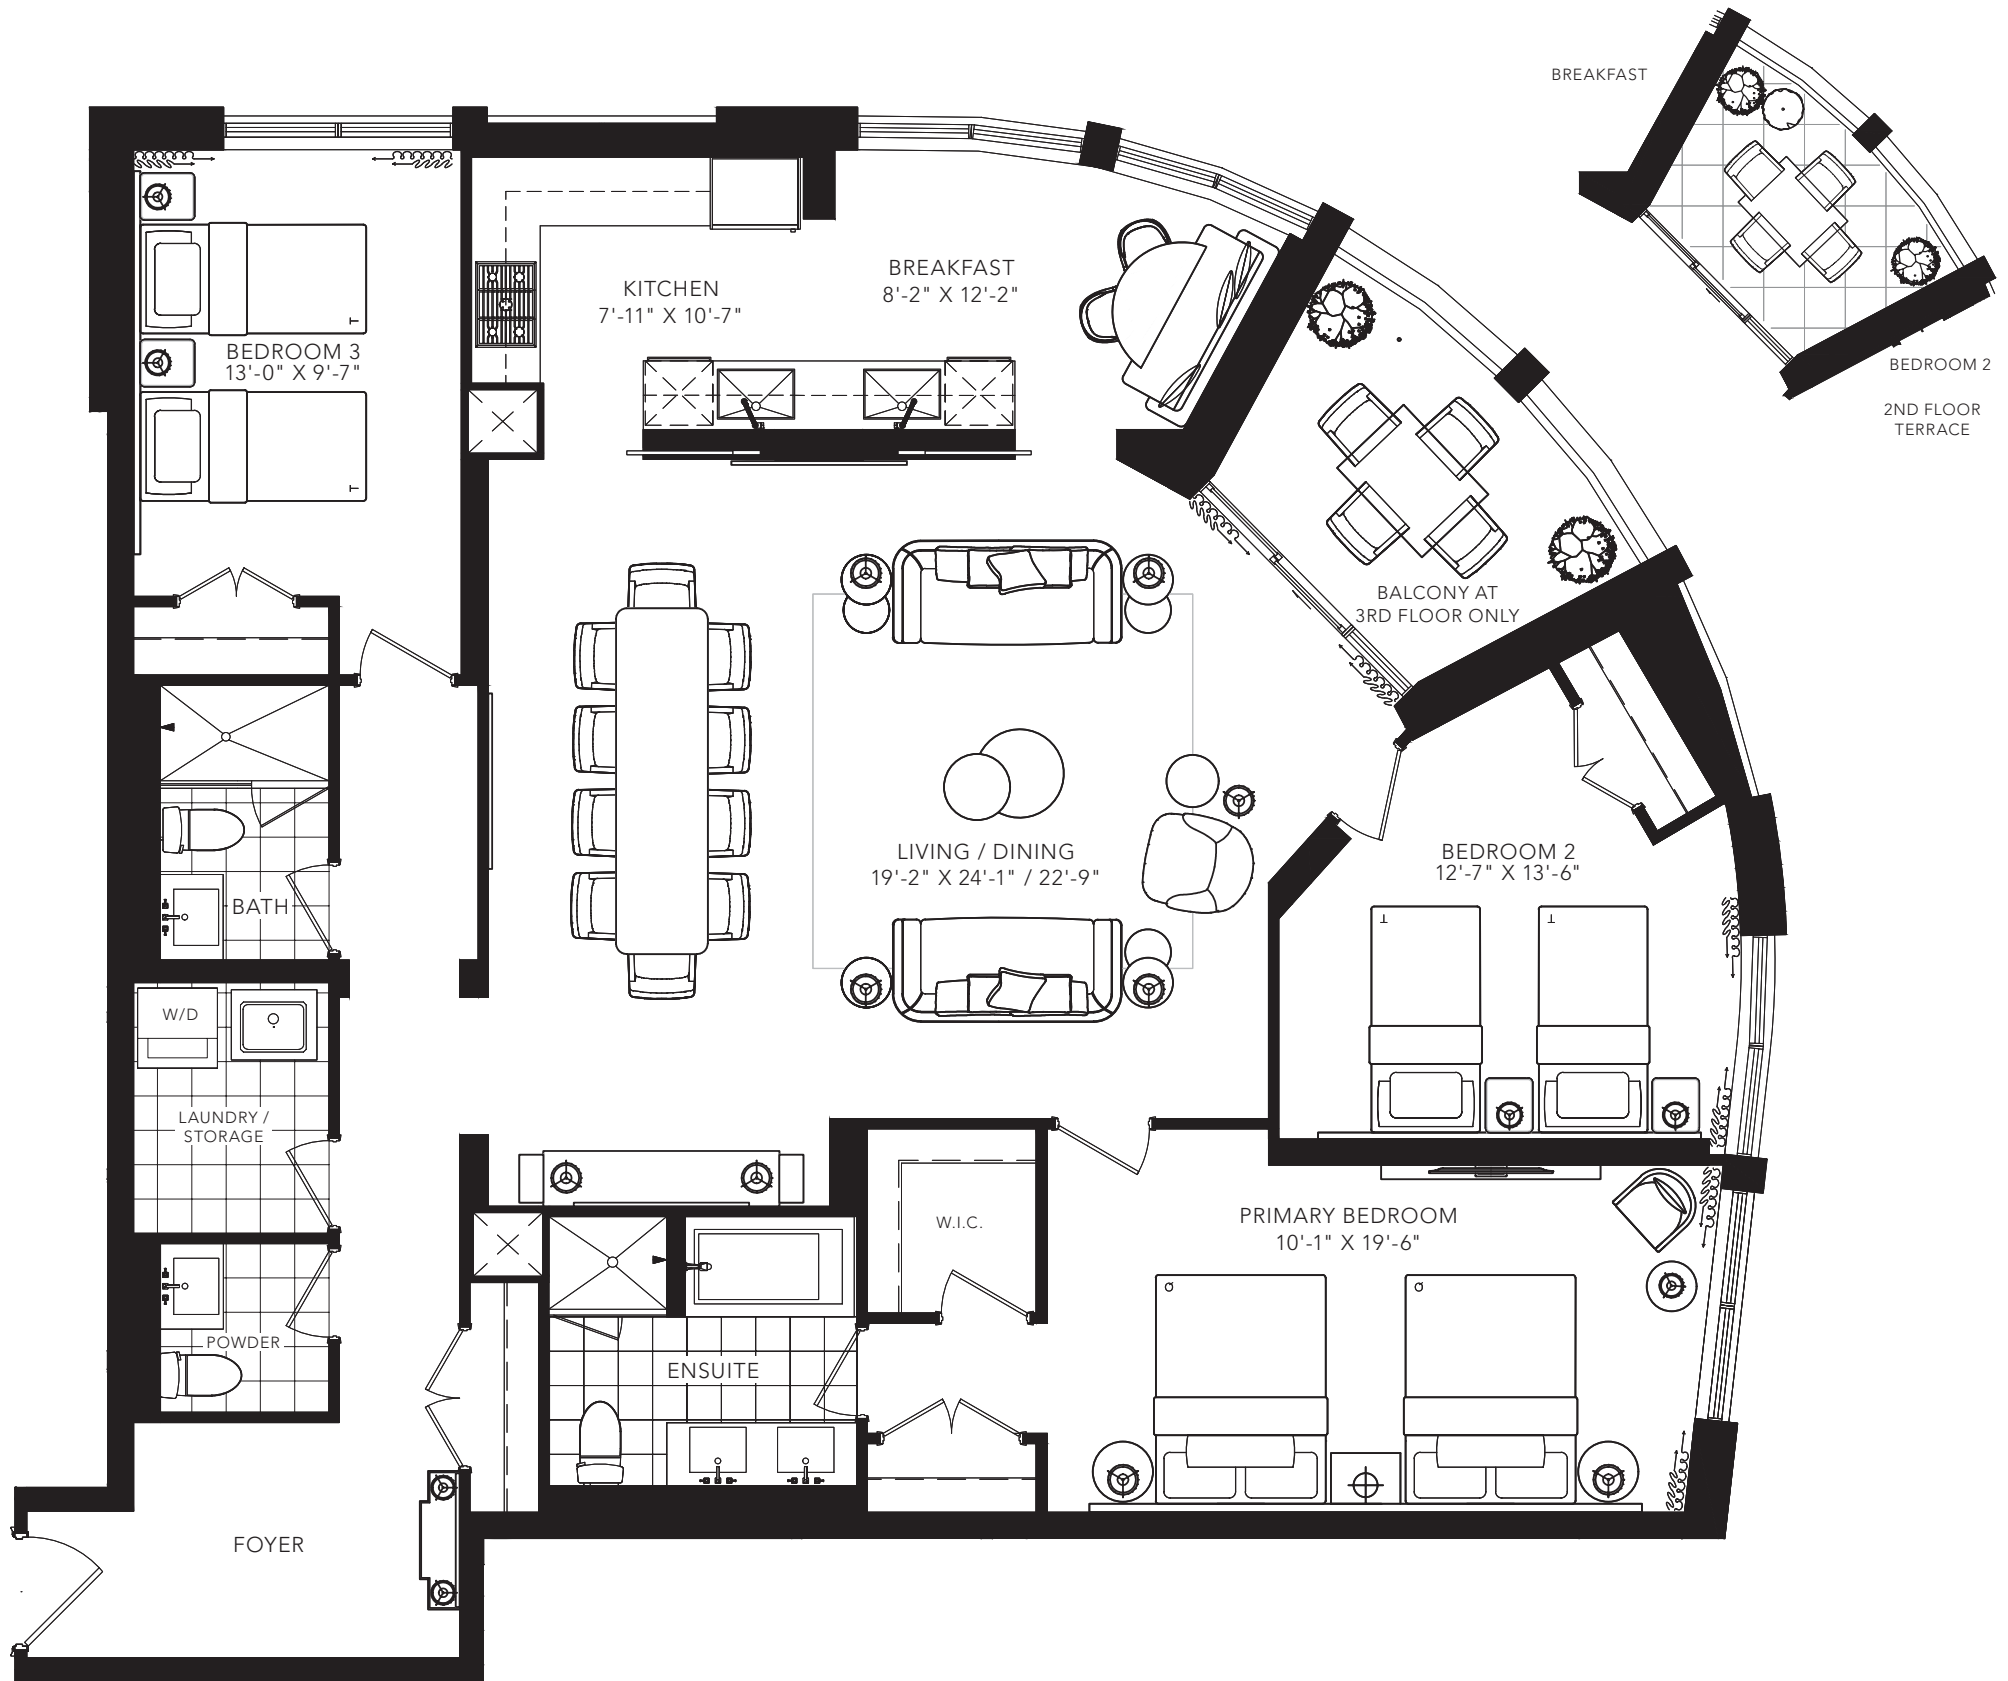 BREAKFAST
BEDROOM 2
2ND FLOOR
TERRACE
KITCHEN
7'-11" X 10'-7"
BREAKFAST
8'-2" X 12'-2"
BEDROOM 3
13'-0" X 9'-7"
BALCONY AT
3RD FLOOR ONLY
LIVING / DINING
19'-2" X 24'-1" / 22'-9"
BEDROOM 2
12'-7" X 13'-6"
BATH
W/D
LAUNDRY /
STORAGE
W.I.C.
PRIMARY BEDROOM
10'-1" X 19'-6"
POWDER
ENSUITE
FOYER